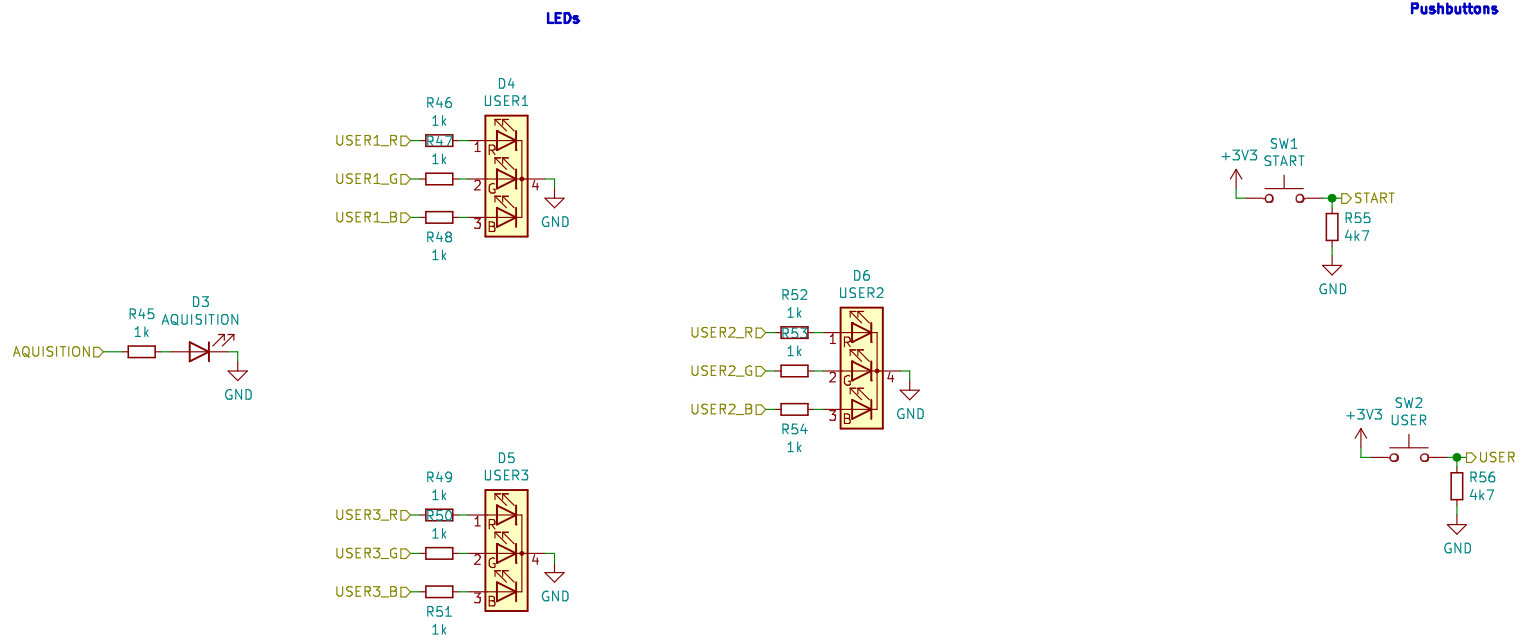 LEDs
Pushbuttons
D4
USER1
R46
1k
USER1_R
R47
1k
USER1_G
USER1_B
R48
1k
1
R
2
G
3
B
4
GND
+3V3
SW1
START
START
R55
4k7
GND
D6
USER2
R52
1k
USER2_R
R53
1k
USER2_G
USER2_B
R54
1k
1
R
2
G
3
B
4
GND
D3
AQUISITION
R45
1k
AQUISITION
GND
+3V3
SW2
USER
USER
R56
4k7
GND
D5
USER3
R49
1k
USER3_R
R50
1k
USER3_G
USER3_B
R51
1k
1
R
2
G
3
B
4
GND